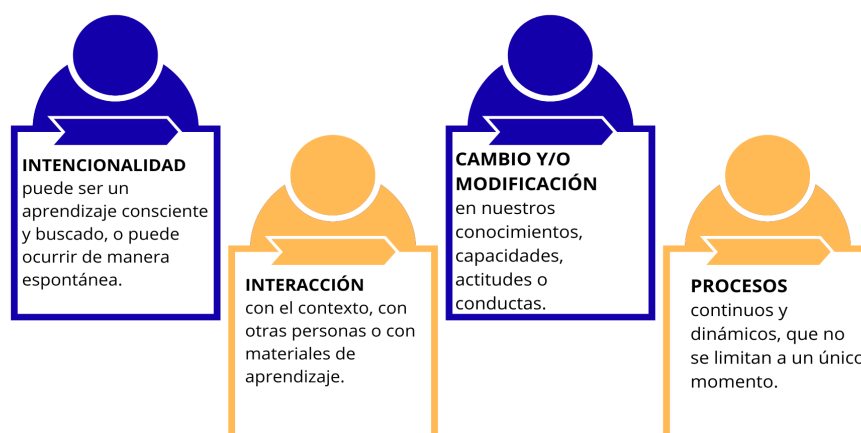 INTENCIONALIDAD
puede ser un
aprendizaje consciente
y buscado, o puede
ocurrir de manera
espontánea.
INTERACCIÓN
con el contexto, con
otras personas o con
materiales de
aprendizaje.
CAMBIO Y/O
MODIFICACIÓN
en nuestros
conocimientos,
capacidades,
actitudes o
conductas.
PROCESOS
continuos y
dinámicos, que no
se limitan a un único
momento.